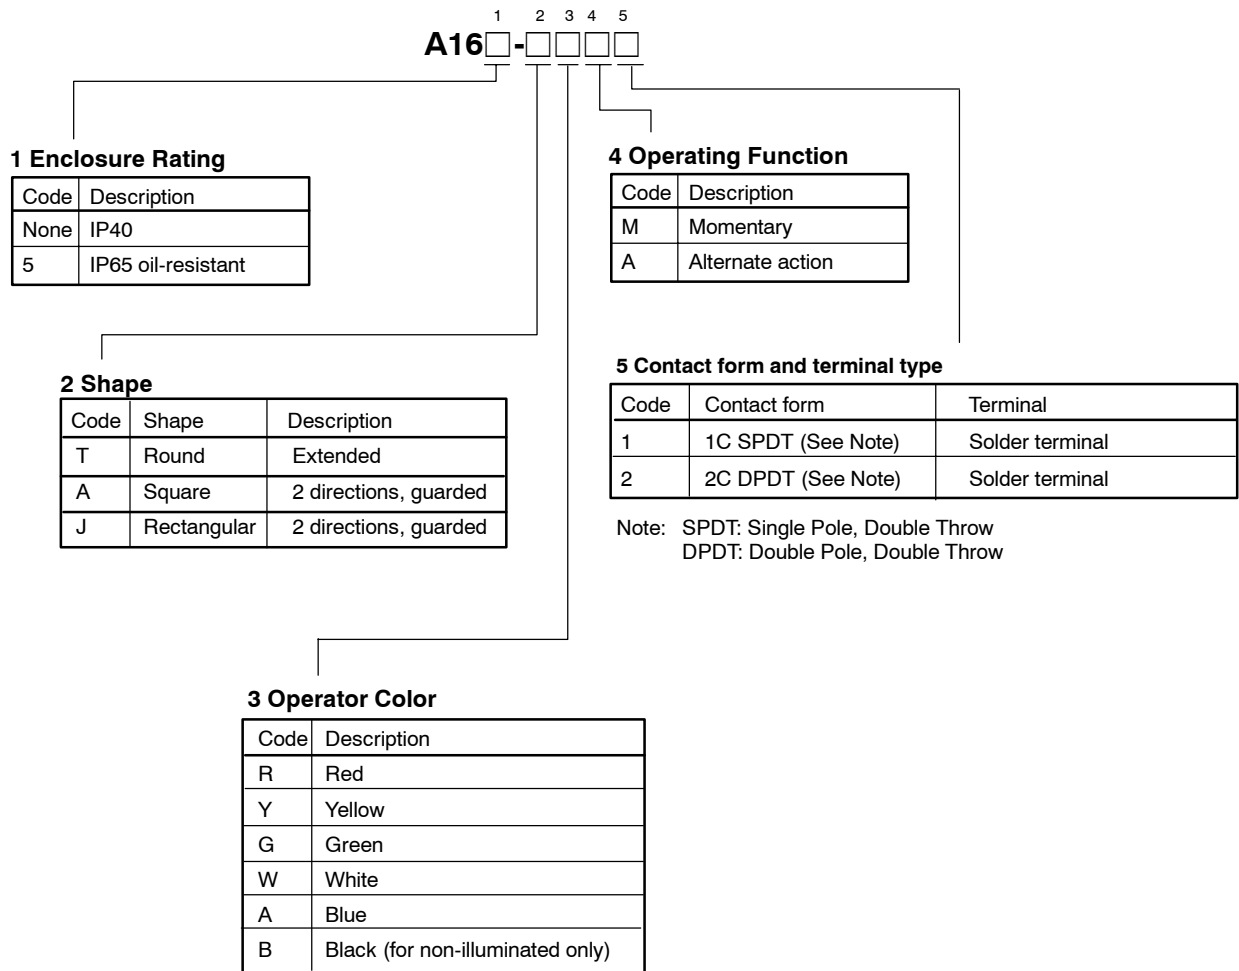 1 2 3 4 5
A16□-□□□□
1 Enclosure Rating
Code Description
None IP40
5 IP65 oil-resistant
4 Operating Function
Code Description
M Momentary
A Alternate action
2 Shape
Code Shape Description
T Round Extended
A Square 2 directions, guarded
J Rectangular 2 directions, guarded
5 Contact form and terminal type
Code Contact form Terminal
1 1C SPDT (See Note) Solder terminal
2 2C DPDT (See Note) Solder terminal
Note: SPDT: Single Pole, Double Throw
DPDT: Double Pole, Double Throw
3 Operator Color
Code Description
R Red
Y Yellow
G Green
W White
A Blue
B Black (for non-illuminated only)